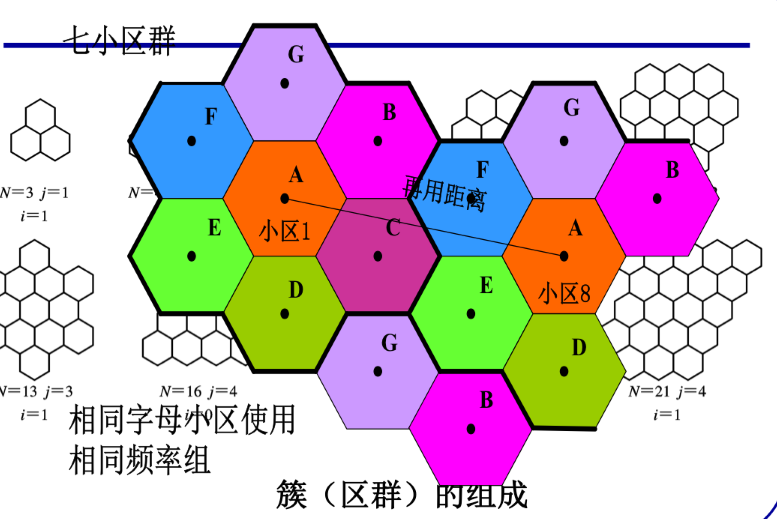 七小区群
G
F
B
G
A
再用距离
F
B
小区1
E
C
A
D
E
小区8
G
D
B
N=3 j=1
i=1
N=
N=13 j=3
i=1
N=16 j=4
i=0
N=21 j=4
i=1
相同字母小区使用
相同频率组
簇（区群）的组成